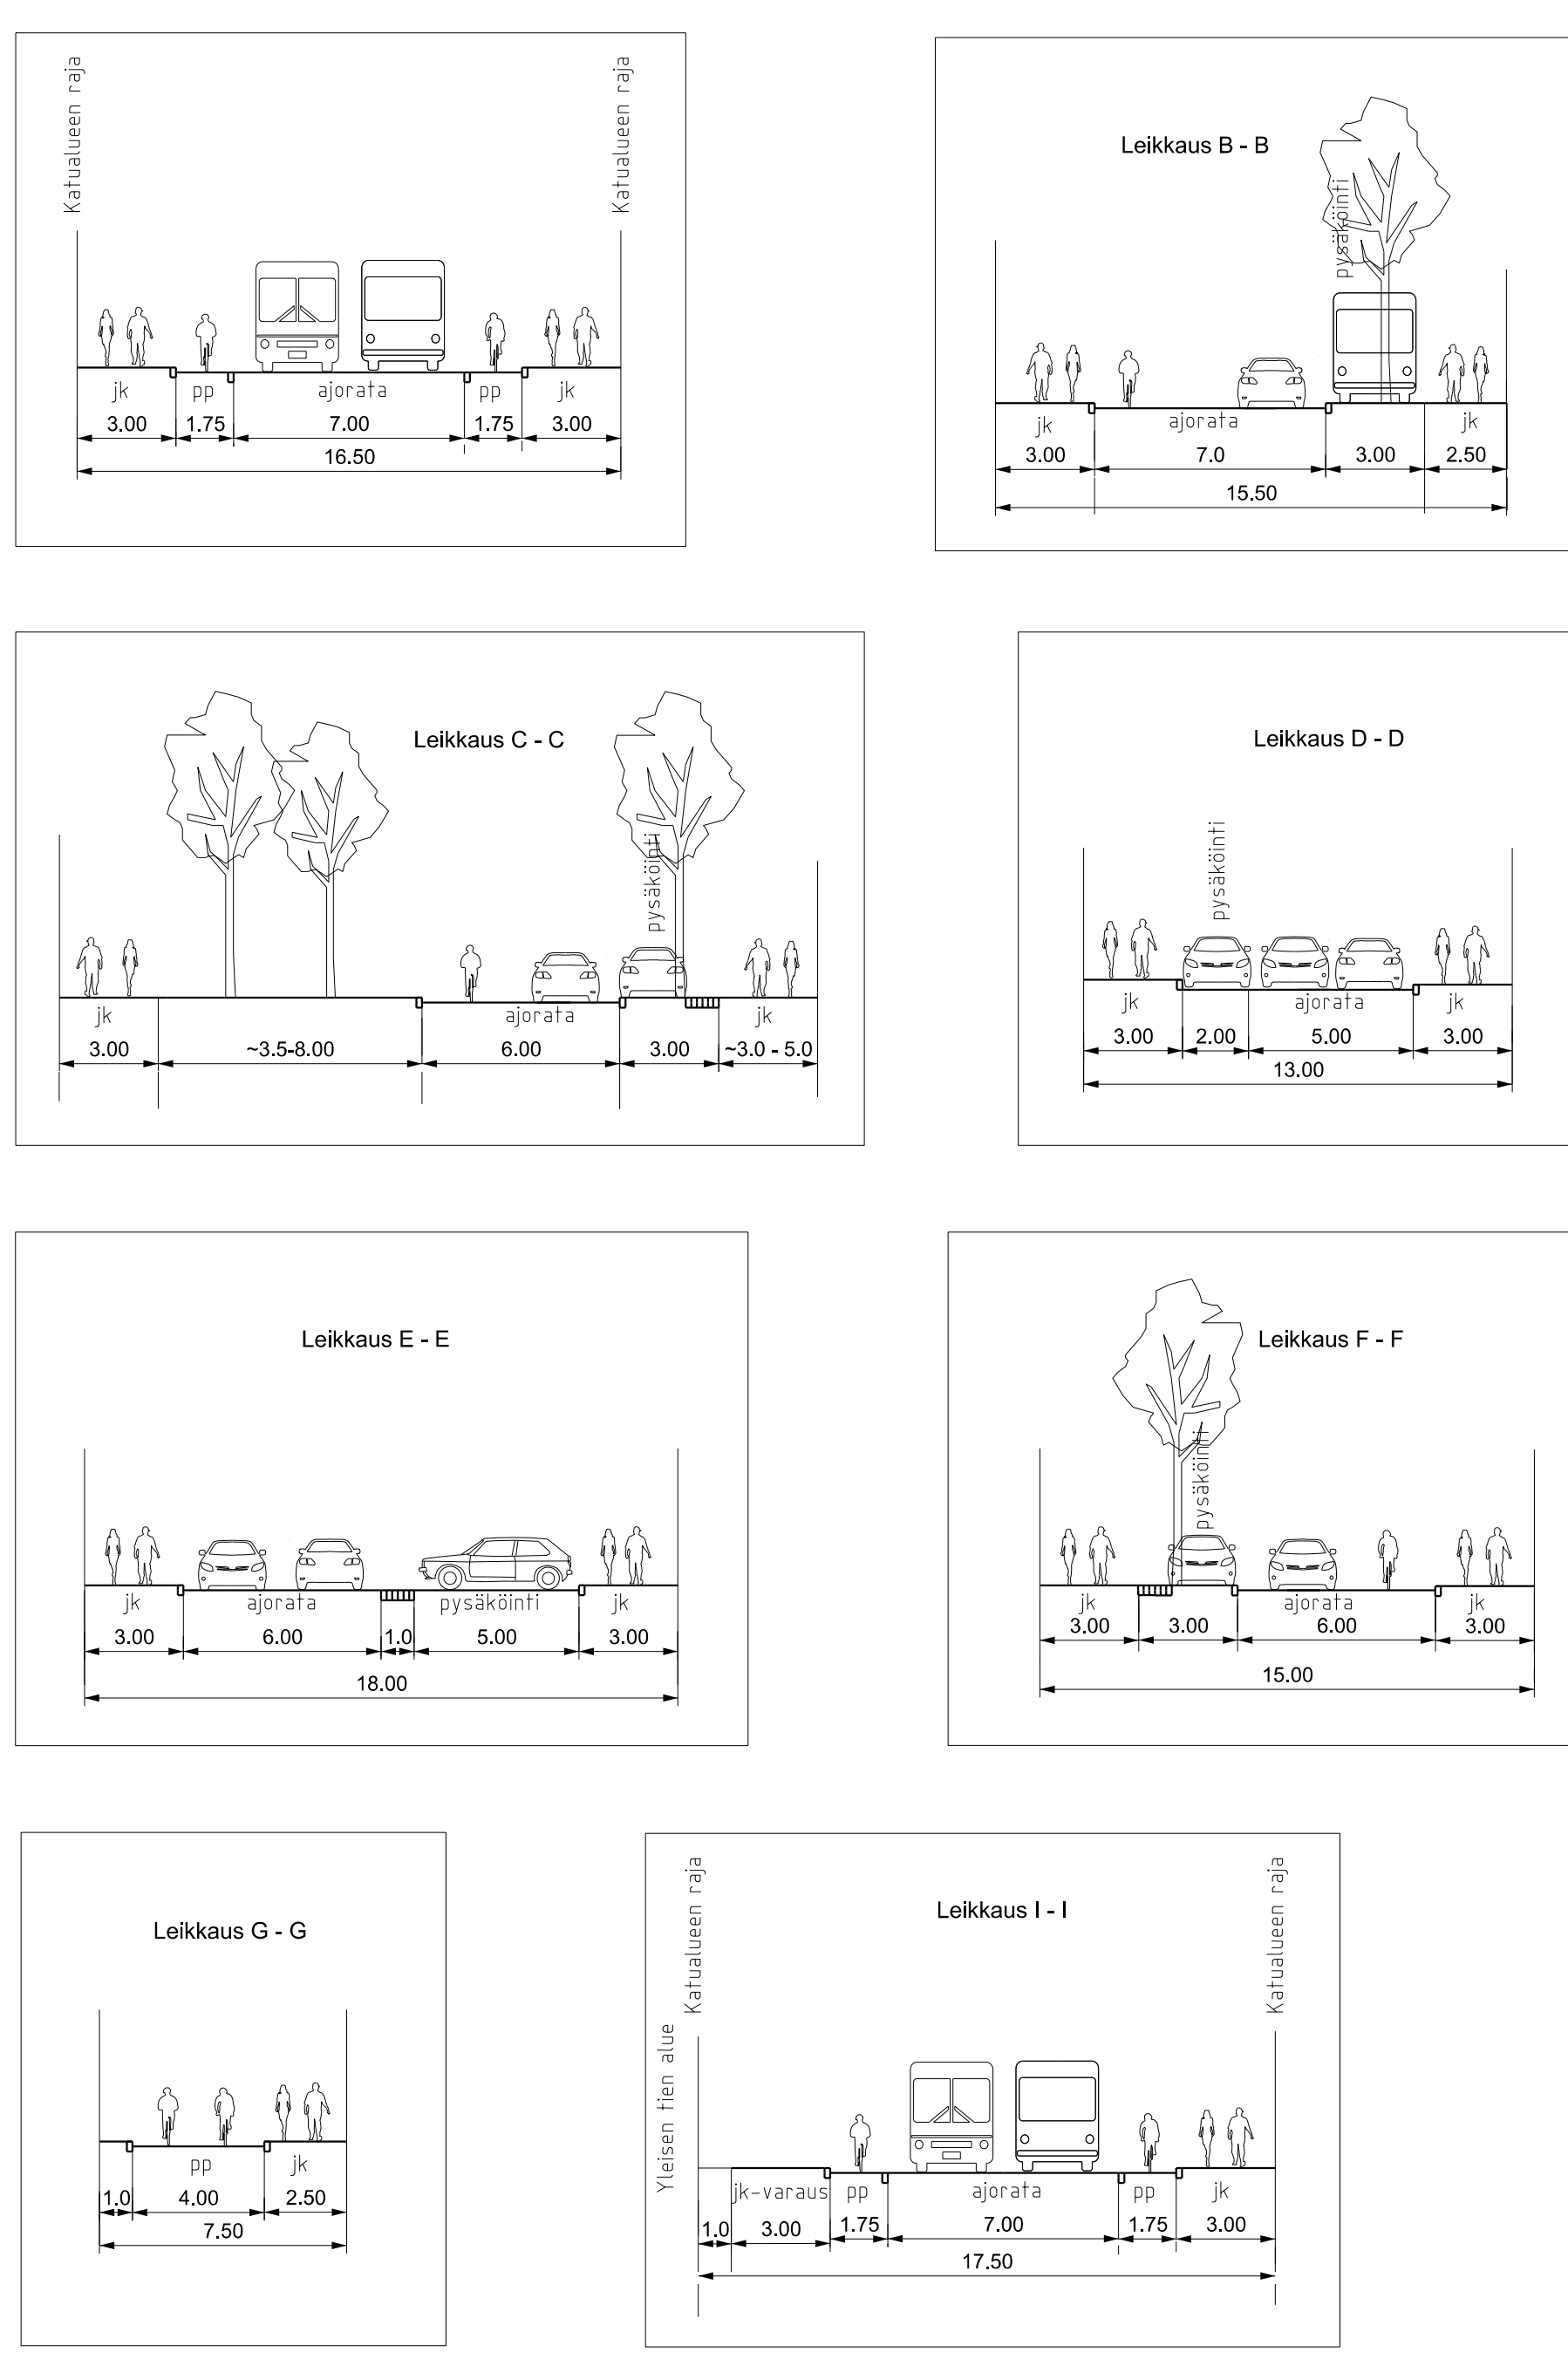 Katualueen raja
Katualueen raja
jk pp ajorata pp jk
3.00 1.75 7.00 1.75 3.00
16.50
Leikkaus B - B
pysäköinti
jk ajorata jk
3.00 7.0 3.00 2.50
15.50
Leikkaus C - C
pysäköinti
jk ajorata jk
3.00 ~3.5-8.00 6.00 3.00 ~3.0 - 5.0
Leikkaus D - D
pysäköinti
jk ajorata jk
3.00 2.00 5.00 3.00
13.00
Leikkaus E - E
jk ajorata pysäköinti jk
3.00 6.00 1.0 5.00 3.00
18.00
Leikkaus F - F
pysäköinti
jk ajorata jk
3.00 3.00 6.00 3.00
15.00
Leikkaus G - G
pp jk
1.0 4.00 2.50
7.50
Yleisen tien alue
Katualueen raja
Leikkaus I - I
Katualueen raja
jk-varaus pp ajorata pp jk
1.0 3.00 1.75 7.00 1.75 3.00
17.50